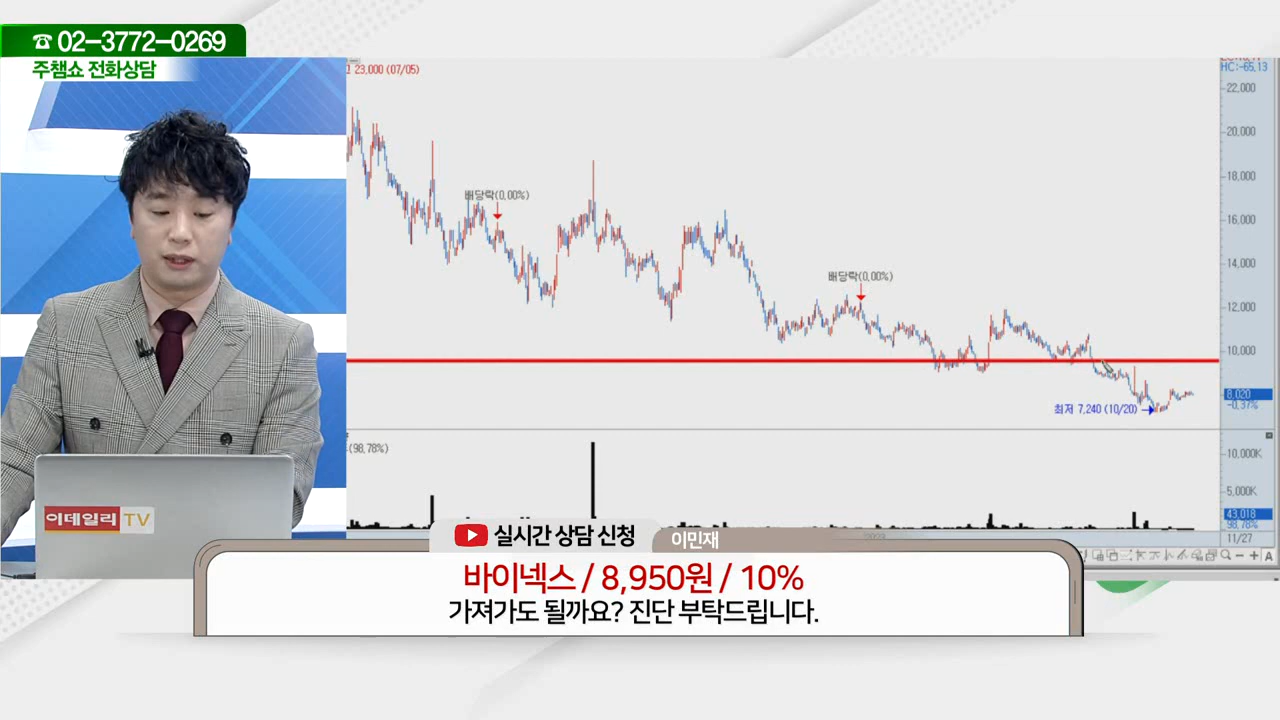 ☎ 02-3772-0269
주챔쇼 전화상담
23,000 (07/05)
HC:-65.13
22,000
20,000
배당락(0.00%)
18,000
16,000
14,000
배당락(0.00%)
12,000
10,000
8,020
-0.37%
최저 7,240 (10/20)
(98.78%)
10,000K
5,000K
43,018
98.78%
11/27
이데일리 TV
실시간 상담 신청
이민재
바이넥스 / 8,950원 / 10%
가져가도 될까요? 진단 부탁드립니다.